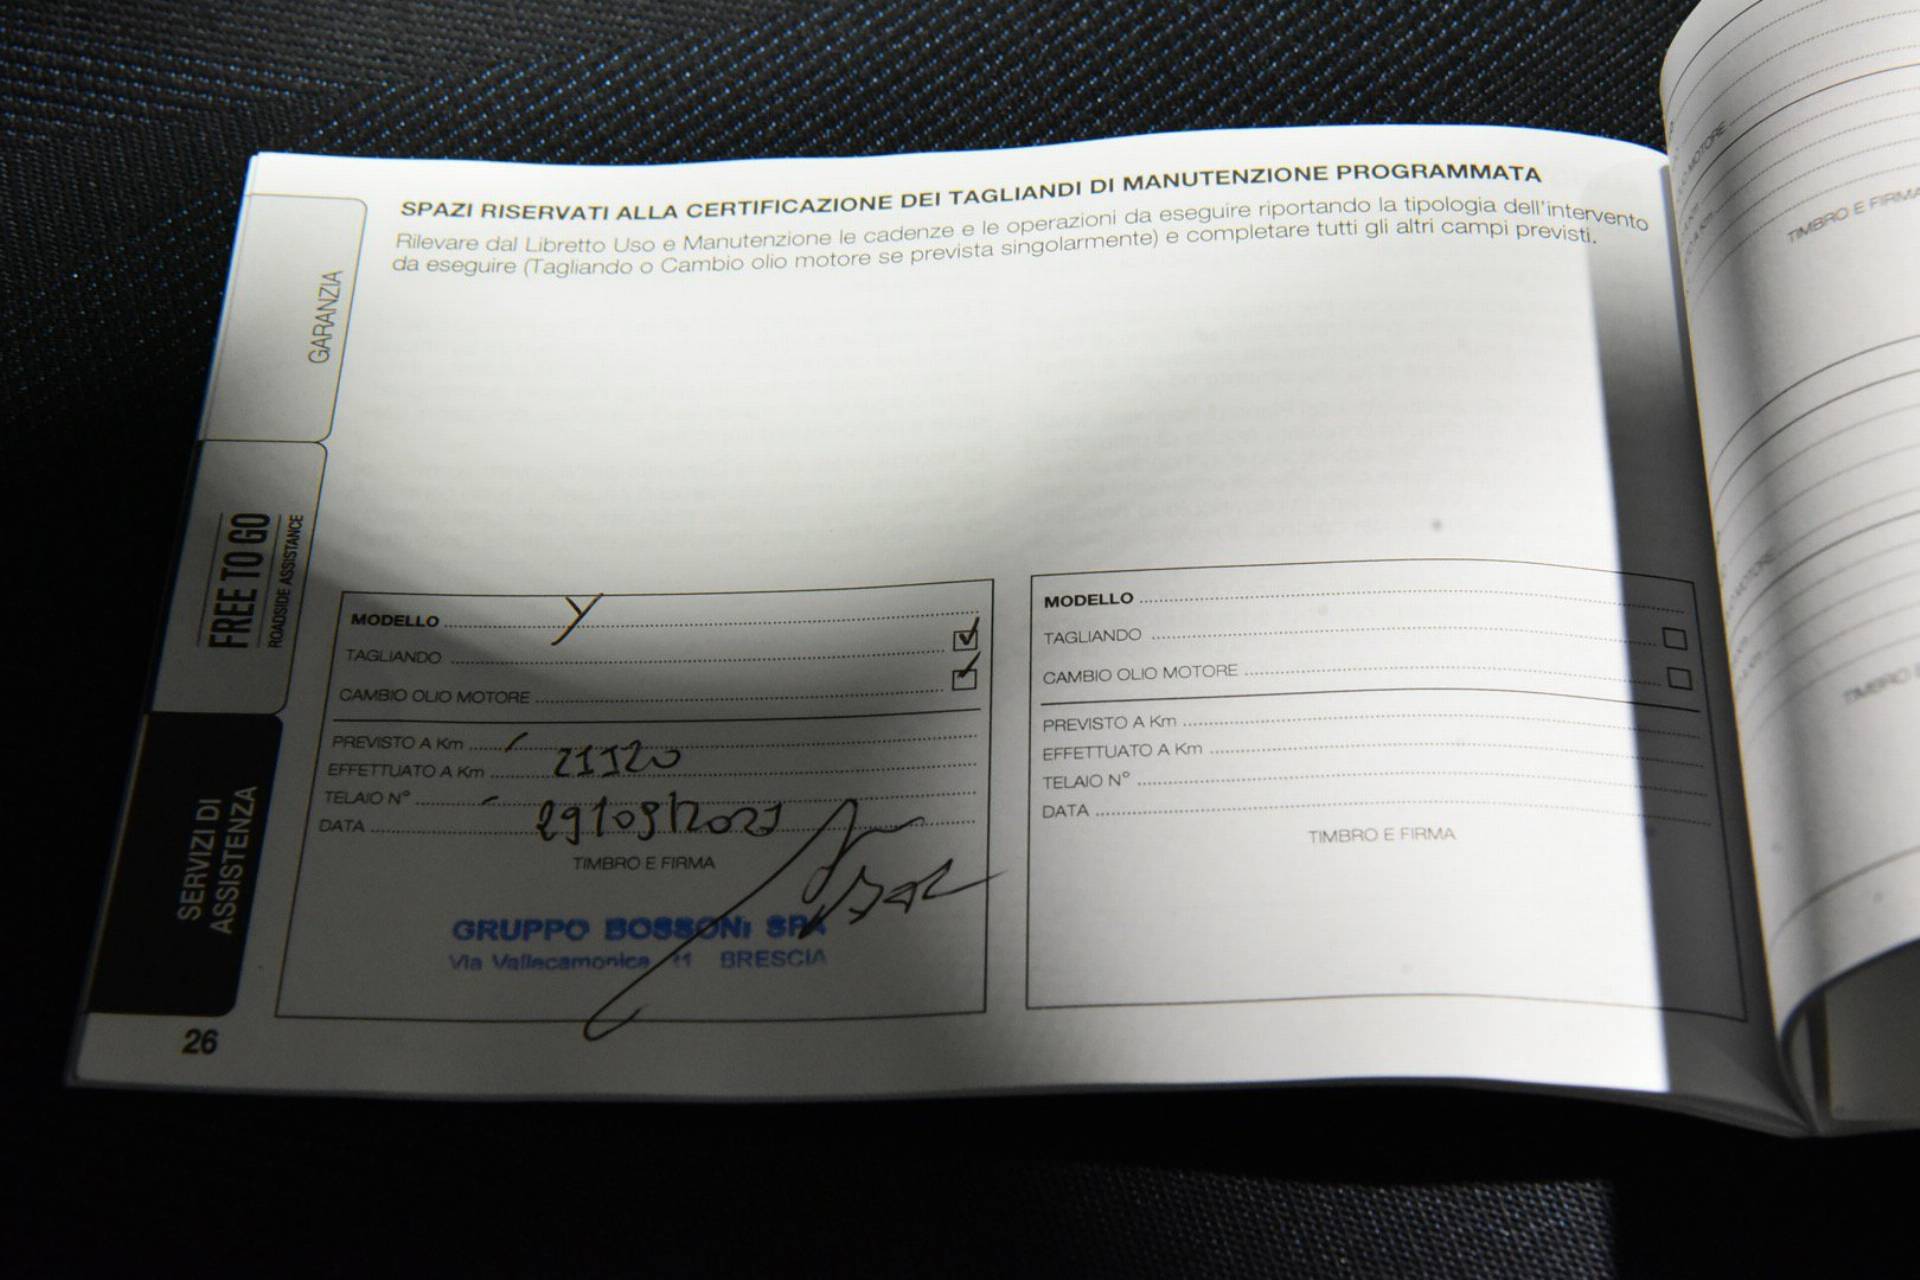 SPAZI RISERVATI ALLA CERTIFICAZIONE DEI TAGLIANDI DI MANUTENZIONE PROGRAMMATA
Rilevare dal Libretto Uso e Manutenzione le cadenze e le operazioni da eseguire riportando la tipologia dell'intervento
da eseguire (Tagliando o Cambio olio motore se prevista singolarmente) e completare tutti gli altri campi previsti.
GARANZIA
FREE TO GO
ROADSIDE ASSISTANCE
SERVIZI DI
ASSISTENZA
MODELLO Y
TAGLIANDO
CAMBIO OLIO MOTORE
PREVISTO A Km
EFFETTUATO A Km
TELAIO N°
DATA
TIMBRO E FIRMA
GRUPPO BOSSONI SPA
Via Vallecamonica 11 BRESCIA
MODELLO
TAGLIANDO
CAMBIO OLIO MOTORE
PREVISTO A Km
EFFETTUATO A Km
TELAIO N°
DATA
TIMBRO E FIRMA
26
MOTORE
TIMBRO E FIRMA
TIMBRO E